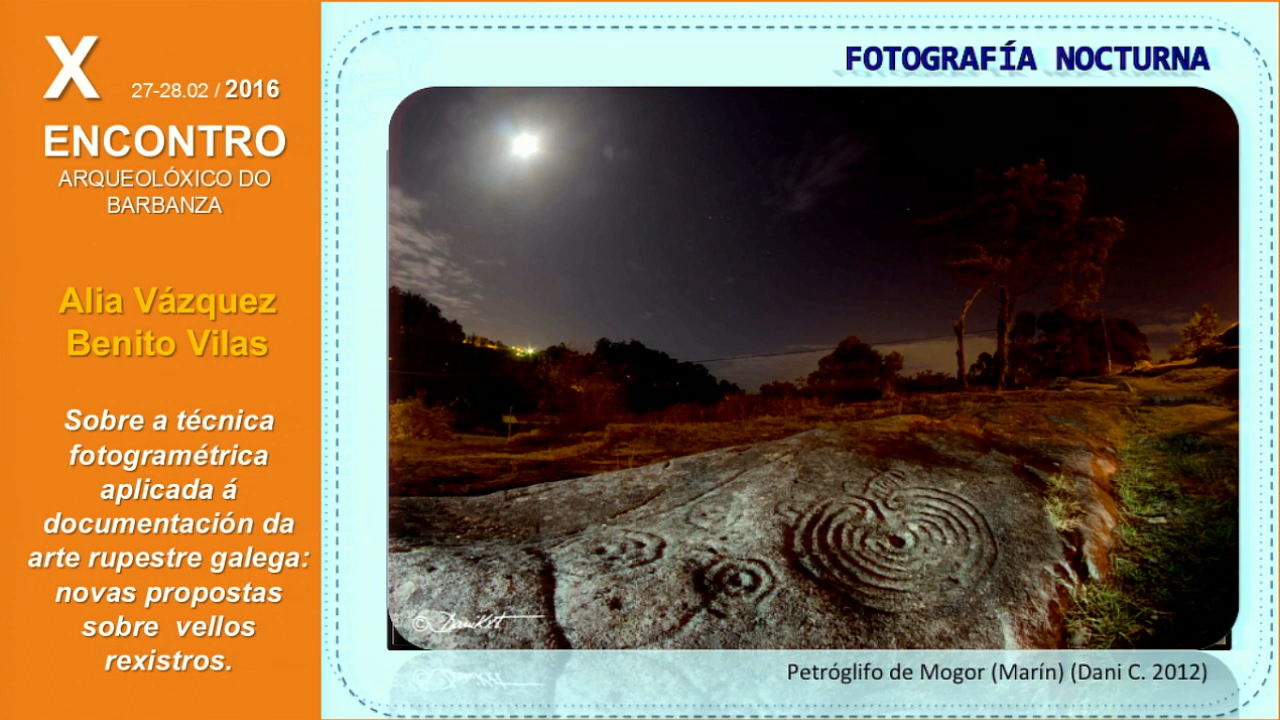 X 27-28.02 / 2016
ENCONTRO
ARQUEOLÓXICO DO
BARBANZA
Alia Vázquez
Benito Vilas
Sobre a técnica
fotogramétrica
aplicada á
documentación da
arte rupestre galega:
novas propostas
sobre vellos
rexistros.
FOTOGRAFÍA NOCTURNA
©
Petróglifo de Mogor (Marín) (Dani C. 2012)